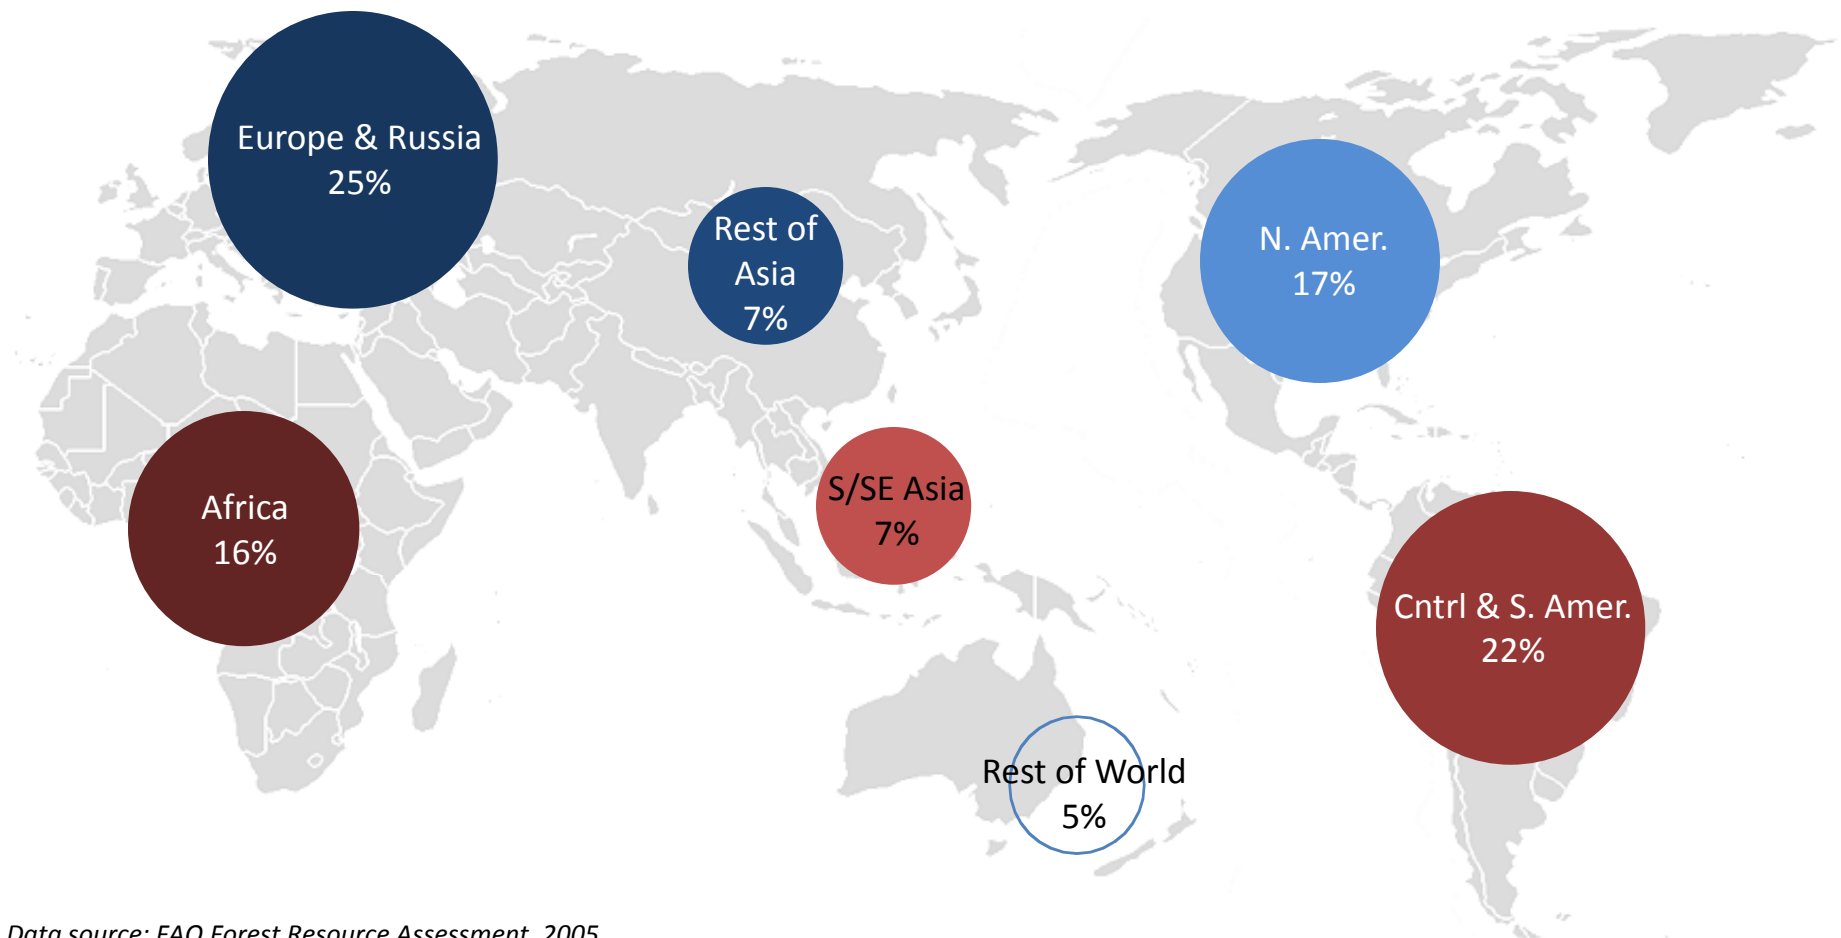 Europe & Russia
25%
Rest of
Asia
7%
N. Amer.
17%
Africa
16%
S/SE Asia
7%
Cntrl & S. Amer.
22%
Rest of World
5%
Data source: FAO Forest Resource Assessment, 2005